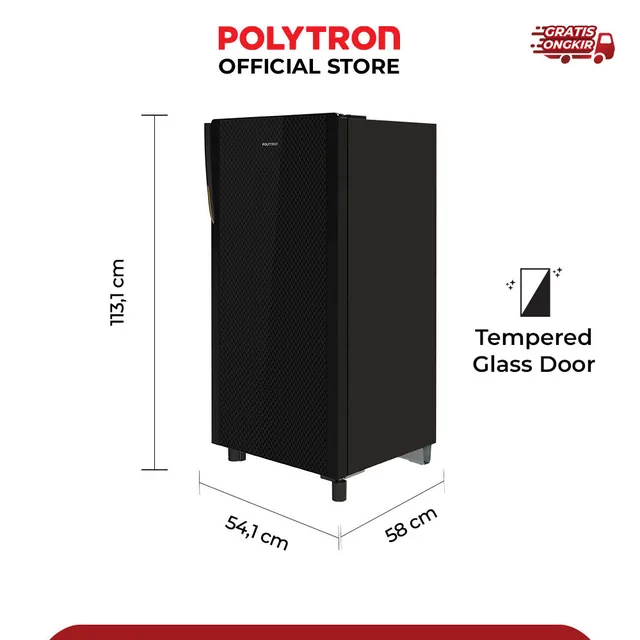 POLYTRON
OFFICIAL STORE
GRATIS
ONGKIR
POLYTRON
113,1 cm
Tempered
Glass Door
54,1 cm
58 cm